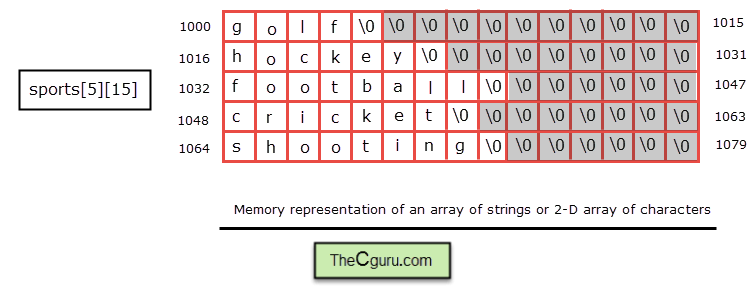 1000 g o l f \0 \0 \0 \0 \0 \0 \0 \0 \0 \0 \0 1015
1016 h o c k e y \0 \0 \0 \0 \0 \0 \0 \0 \0 1031
sports[5][15] 1032 f o o t b a l l \0 \0 \0 \0 \0 \0 \0 1047
1048 c r i c k e t \0 \0 \0 \0 \0 \0 \0 \0 1063
1064 s h o o t i n g \0 \0 \0 \0 \0 \0 \0 1079
Memory representation of an array of strings or 2-D array of characters
TheCguru.com